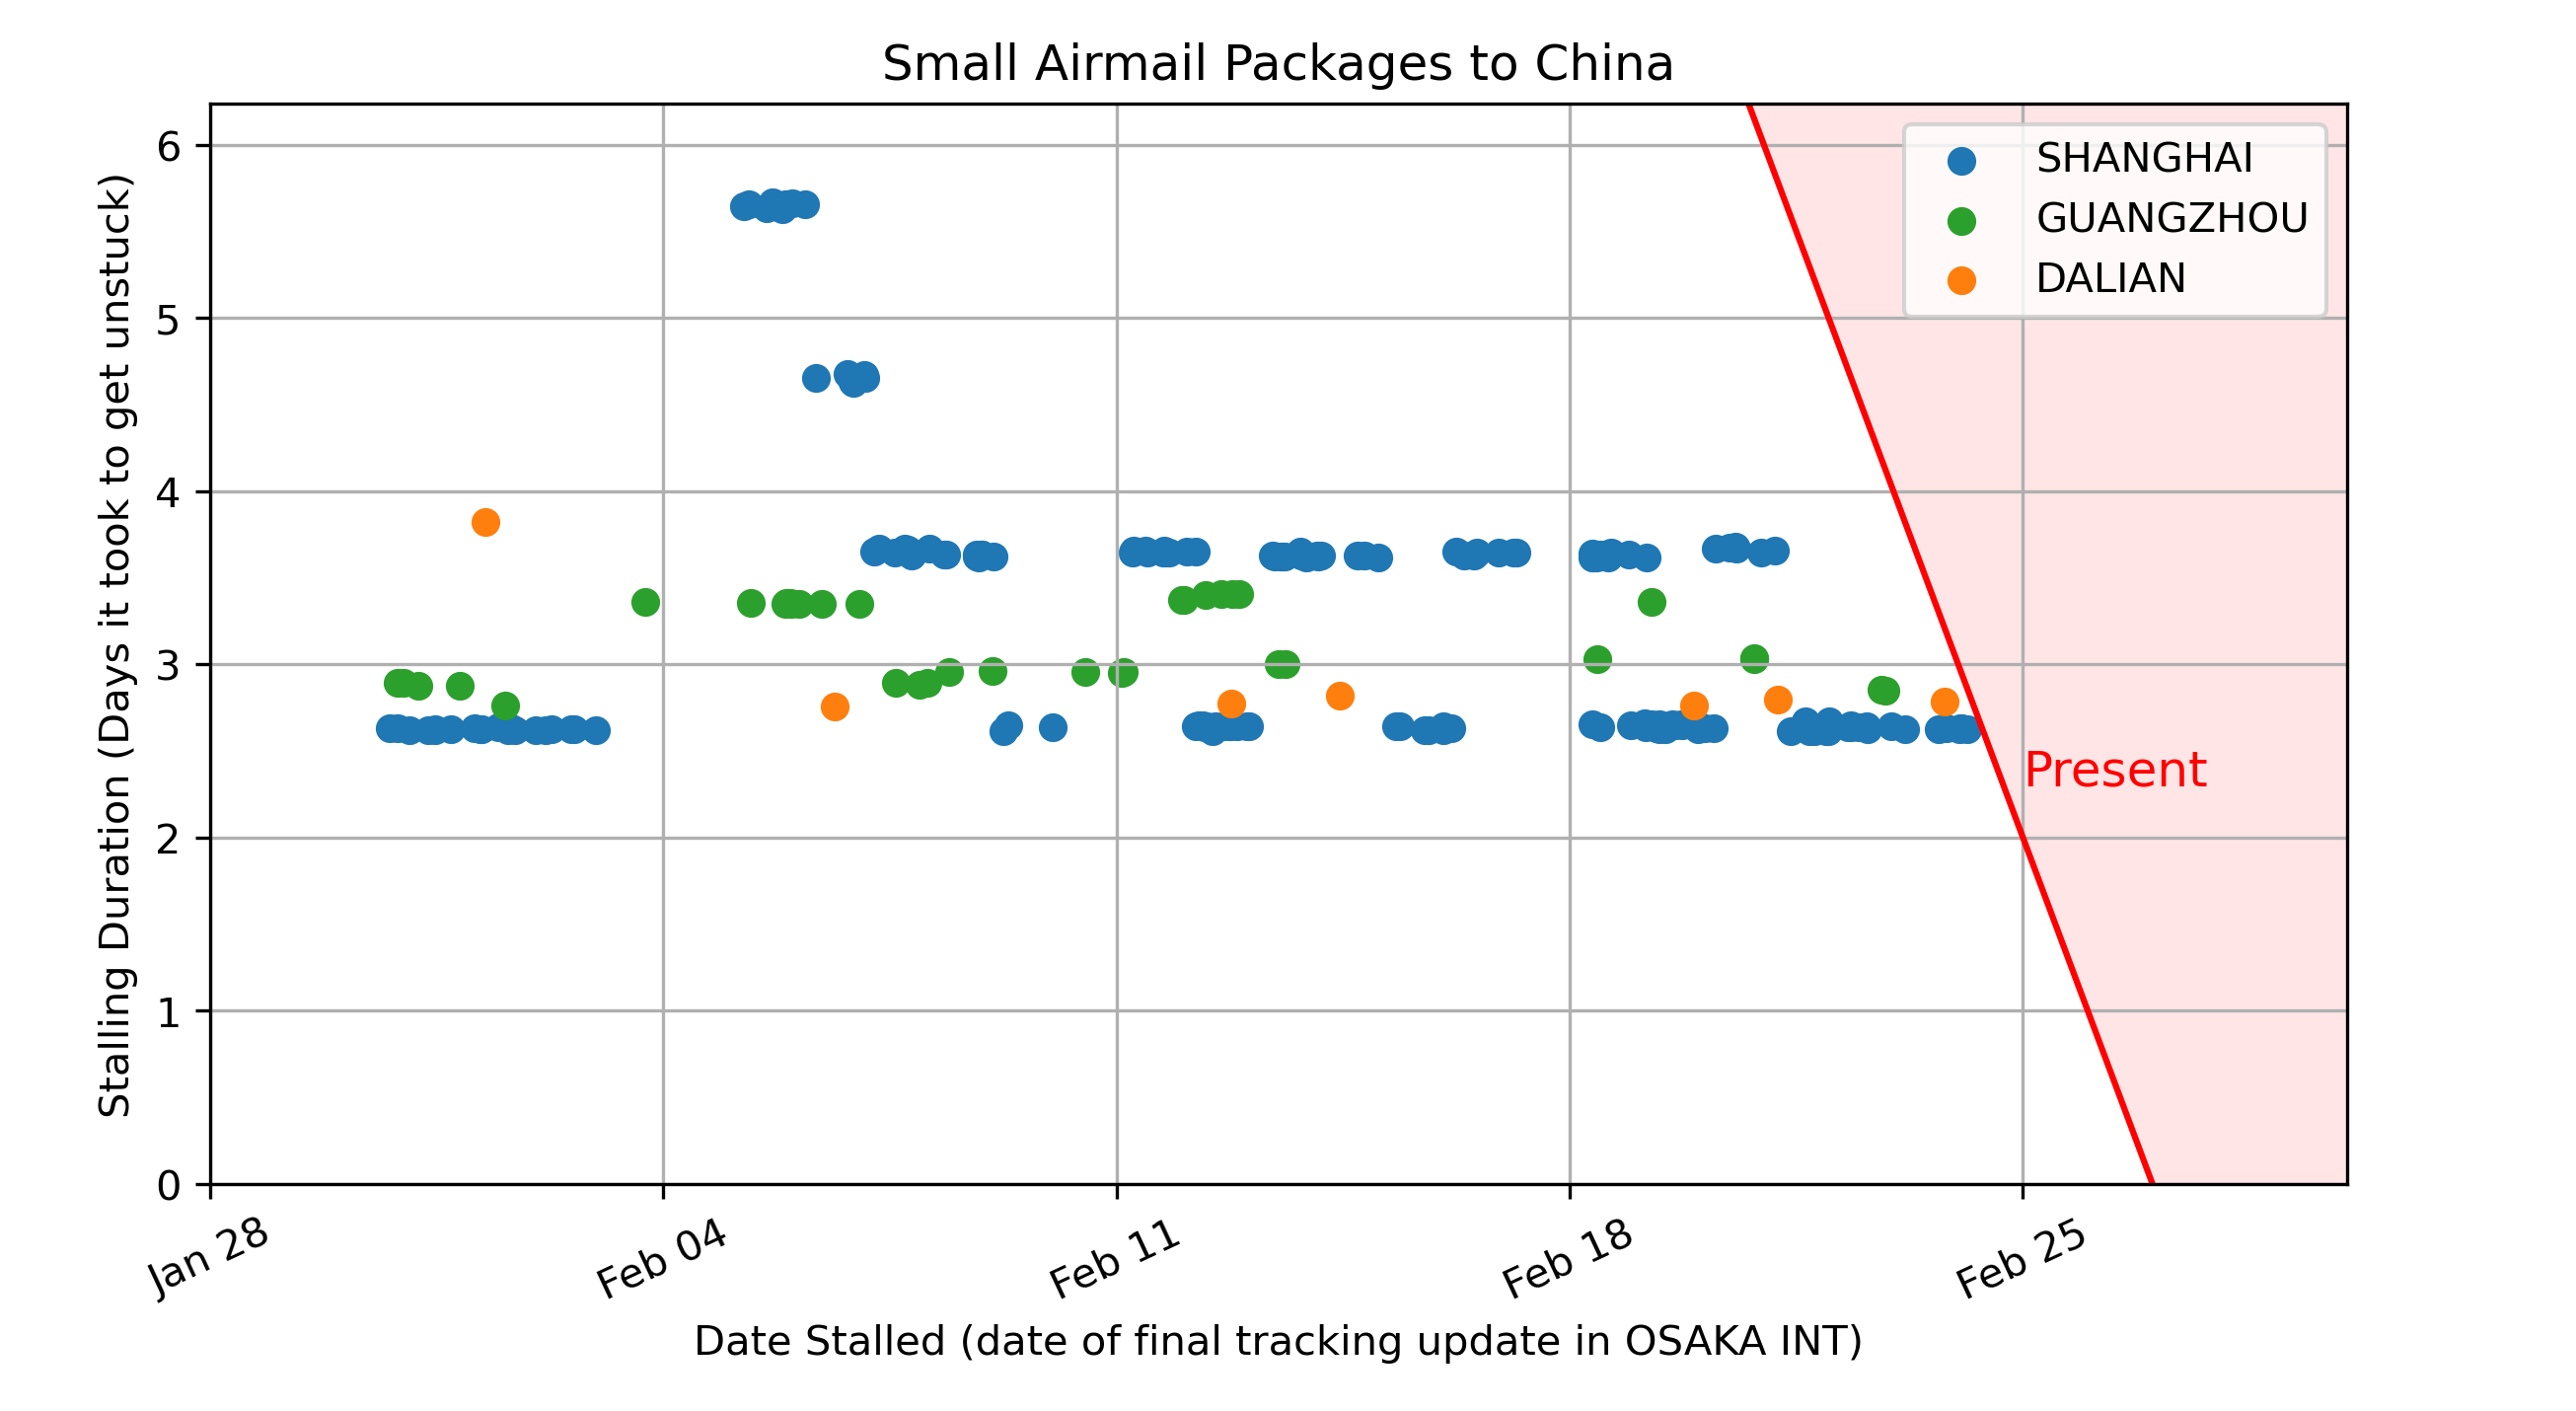 Small Airmail Packages to China
Stalling Duration (Days it took to get unstuck)
6
5
4
3
2
1
0
SHANGHAI
GUANGZHOU
DALIAN
Present
Jan 28
Feb 04
Feb 11
Feb 18
Feb 25
Date Stalled (date of final tracking update in OSAKA INT)